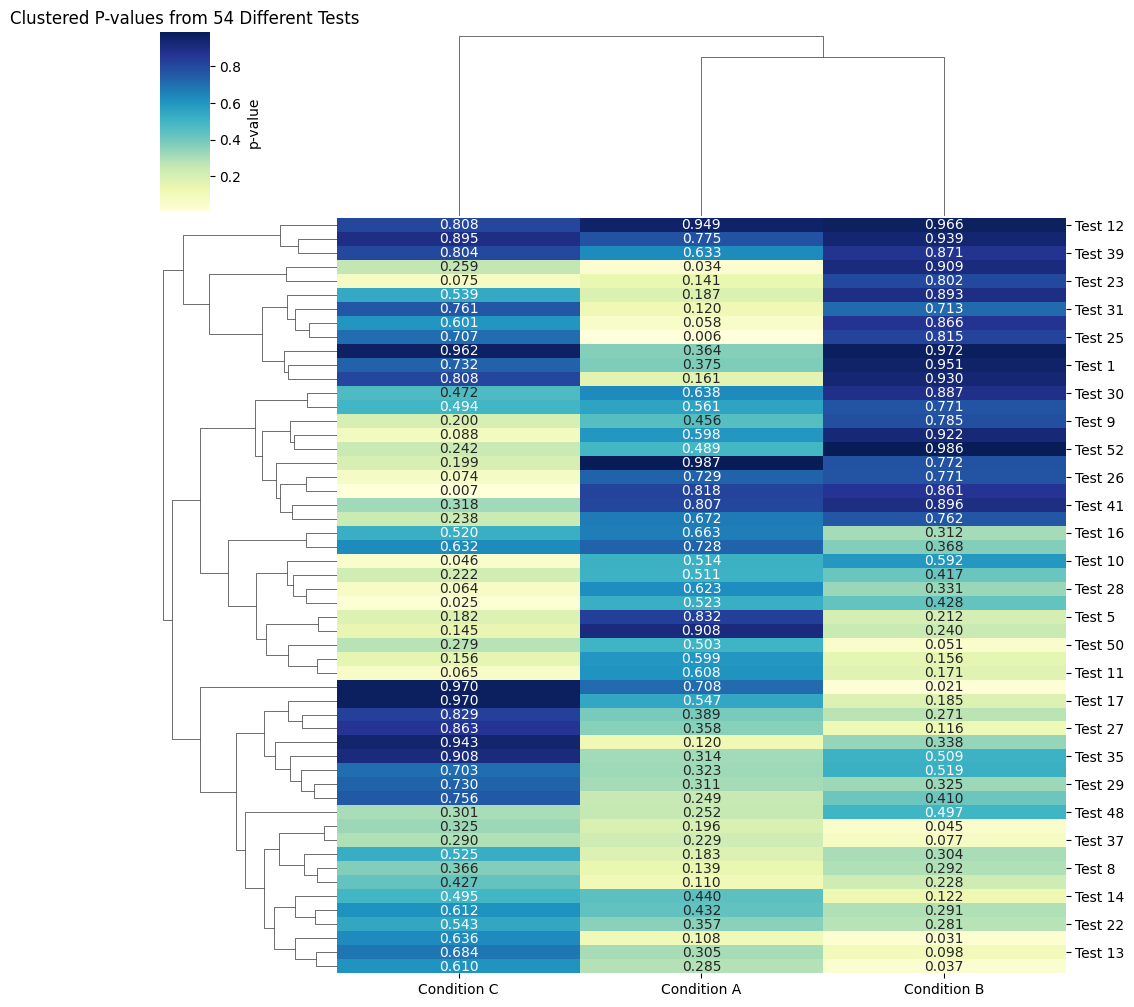 Clustered P-values from 54 Different Tests
0.8
0.6
0.4
0.2
p-value
0.808 0.949 0.966 Test 12
0.895 0.775 0.939
0.804 0.633 0.871 Test 39
0.259 0.034 0.909
0.075 0.141 0.802 Test 23
0.539 0.187 0.893
0.761 0.120 0.713 Test 31
0.601 0.058 0.866
0.707 0.006 0.815 Test 25
0.962 0.364 0.972
0.732 0.375 0.951 Test 1
0.808 0.161 0.930
0.472 0.638 0.887 Test 30
0.494 0.561 0.771
0.200 0.456 0.785 Test 9
0.088 0.598 0.922
0.242 0.489 0.986 Test 52
0.199 0.987 0.772
0.074 0.729 0.771 Test 26
0.007 0.818 0.861
0.318 0.807 0.896 Test 41
0.238 0.672 0.762
0.520 0.663 0.312 Test 16
0.632 0.728 0.368
0.046 0.514 0.592 Test 10
0.222 0.511 0.417
0.064 0.623 0.331 Test 28
0.025 0.523 0.428
0.182 0.832 0.212 Test 5
0.145 0.908 0.240
0.279 0.503 0.051 Test 50
0.156 0.599 0.156
0.065 0.608 0.171 Test 11
0.970 0.708 0.021
0.970 0.547 0.185 Test 17
0.829 0.389 0.271
0.863 0.358 0.116 Test 27
0.943 0.120 0.338
0.908 0.314 0.509 Test 35
0.703 0.323 0.519
0.730 0.311 0.325 Test 29
0.756 0.249 0.410
0.301 0.252 0.497 Test 48
0.325 0.196 0.045
0.290 0.229 0.077 Test 37
0.525 0.183 0.304
0.366 0.139 0.292 Test 8
0.427 0.110 0.228
0.495 0.440 0.122 Test 14
0.612 0.432 0.291
0.543 0.357 0.281 Test 22
0.636 0.108 0.031
0.684 0.305 0.098 Test 13
0.610 0.285 0.037
Condition C Condition A Condition B